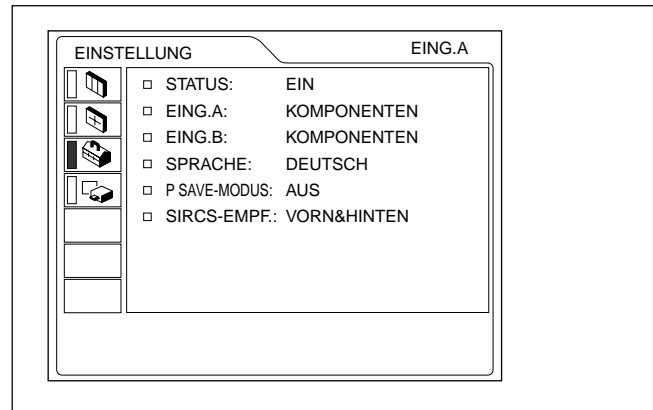 EINSTELLUNG EING.A
STATUS: EIN
EING.A: KOMPONENTEN
EING.B: KOMPONENTEN
SPRACHE: DEUTSCH
P SAVE-MODUS: AUS
SIRCS-EMPF.: VORN&HINTEN